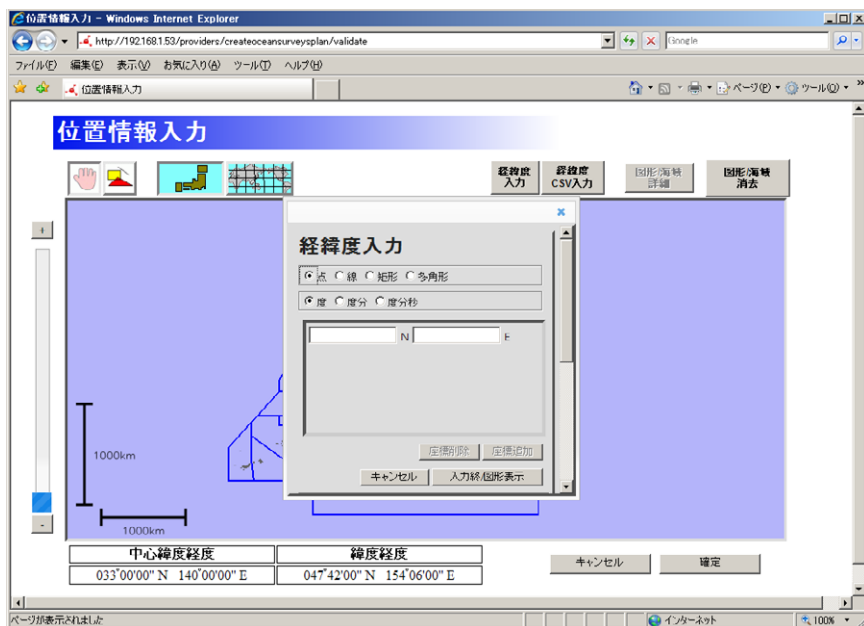 位置情報入力 - Windows Internet Explorer
http://192.168.1.53/providers/createoceansurveysplan/validate
Google
ファイル(F) 編集(E) 表示(V) お気に入り(A) ツール(T) ヘルプ(H)
位置情報入力
ページ(P) ツール(O)
位置情報入力
経緯度
入力
経緯度
CSV入力
図形/海域
詳細
図形/海域
消去
+
経緯度入力
点 線 矩形 多角形
度 度分 度分秒
N E
座標削除 座標追加
キャンセル 入力終/図形表示
1000km
1000km
-
中心緯度経度 緯度経度
033°00'00" N 140°00'00" E 047°42'00" N 154°06'00" E
キャンセル 確定
ページが表示されました
インターネット 100%